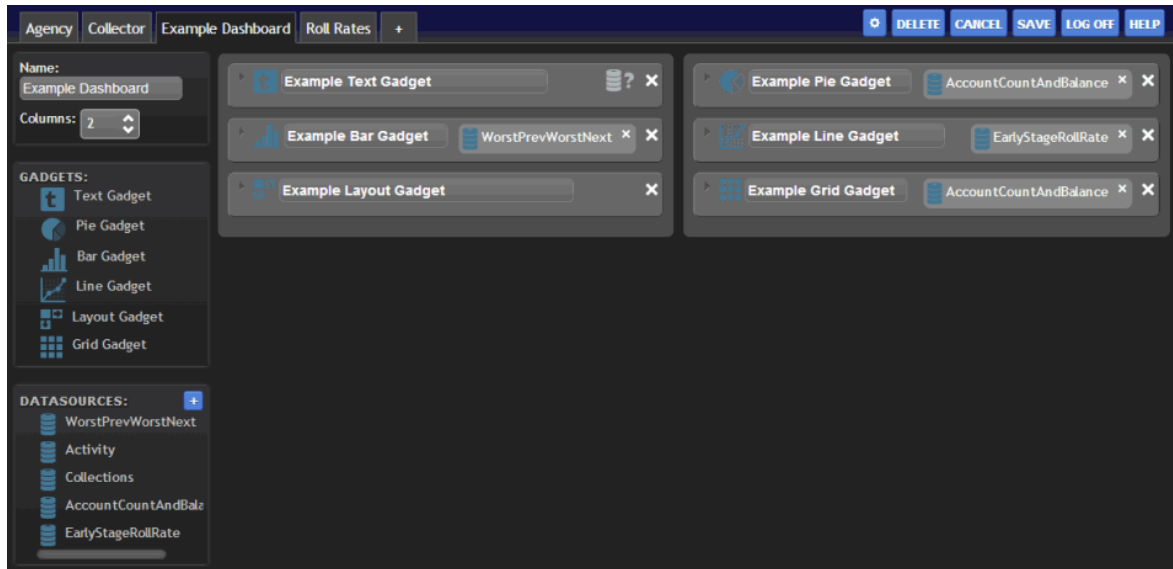 Agency Collector Example Dashboard Roll Rates + DELETE CANCEL SAVE LOG OFF HELP
Name:
Example Dashboard
Columns: 2
GADGETS:
Text Gadget
Pie Gadget
Bar Gadget
Line Gadget
Layout Gadget
Grid Gadget
DATASOURCES: +
WorstPrevWorstNext
Activity
Collections
AccountCountAndBala
EarlyStageRollRate
Example Text Gadget ? ×
Example Bar Gadget WorstPrevWorstNext × ×
Example Layout Gadget ×
Example Pie Gadget AccountCountAndBalance × ×
Example Line Gadget EarlyStageRollRate × ×
Example Grid Gadget AccountCountAndBalance × ×